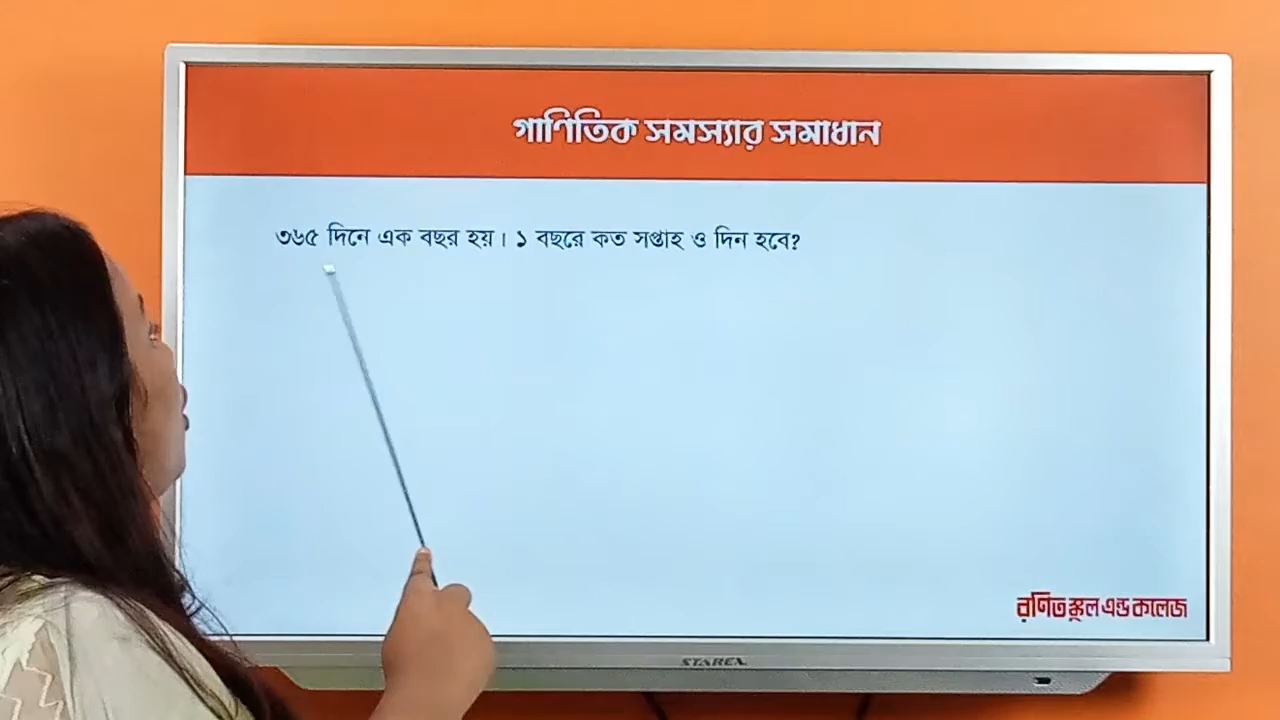 গাণিতিক সমস্যার সমাধান
৩৬৫ দিনে এক বছর হয়। ১ বছরে কত সপ্তাহ ও দিন হবে?
রণিত স্কুল এন্ড কলেজ
STAREX